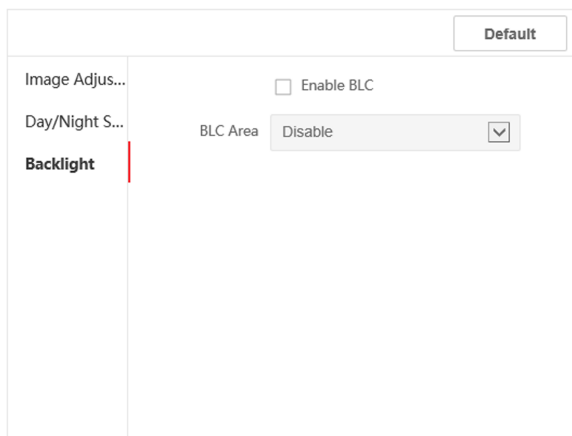 Default
Image Adjus...
Day/Night S...
Backlight
Enable BLC
BLC Area Disable